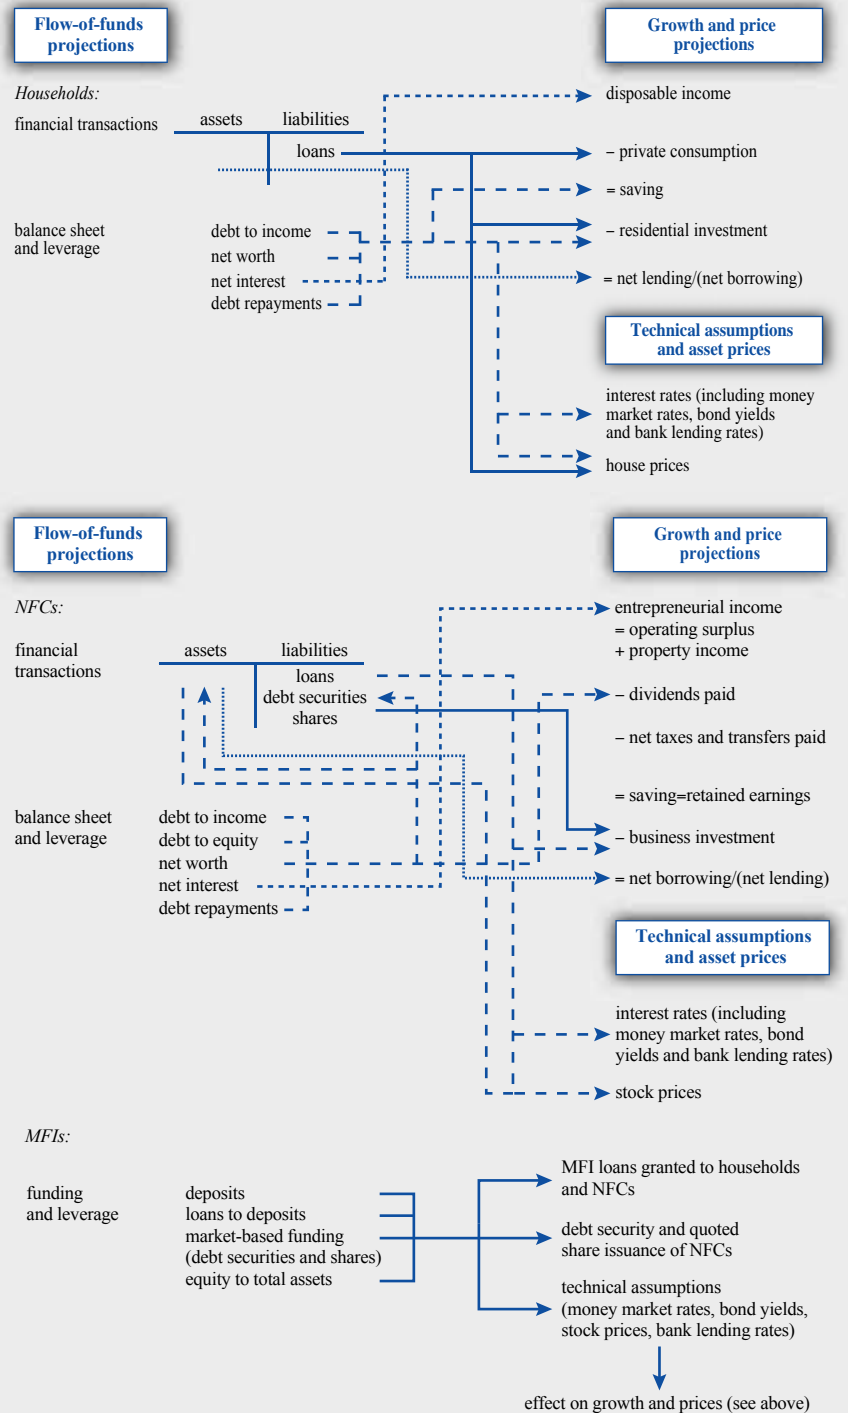 Flow-of-funds
projections
Growth and price
projections
Households:
financial transactions
assets
liabilities
loans
disposable income
– private consumption
= saving
– residential investment
= net lending/(net borrowing)
balance sheet
and leverage
debt to income
net worth
net interest
debt repayments
Technical assumptions
and asset prices
interest rates (including money
market rates, bond yields
and bank lending rates)
house prices
Flow-of-funds
projections
Growth and price
projections
NFCs:
financial
transactions
assets
liabilities
loans
debt securities
shares
entrepreneurial income
= operating surplus
+ property income
– dividends paid
– net taxes and transfers paid
= saving=retained earnings
– business investment
= net borrowing/(net lending)
balance sheet
and leverage
debt to income
debt to equity
net worth
net interest
debt repayments
Technical assumptions
and asset prices
interest rates (including
money market rates, bond
yields and bank lending rates)
stock prices
MFIs:
funding
and leverage
deposits
loans to deposits
market-based funding
(debt securities and shares)
equity to total assets
MFI loans granted to households
and NFCs
debt security and quoted
share issuance of NFCs
technical assumptions
(money market rates, bond yields,
stock prices, bank lending rates)
effect on growth and prices (see above)